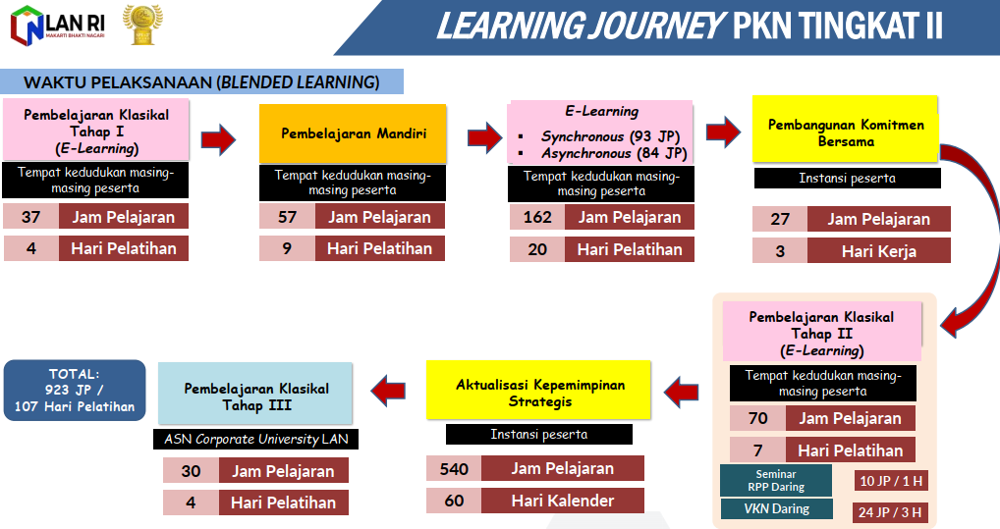 LAN RI
MAKARTI BHAKTI NAGARI
LEARNING JOURNEY PKN TINGKAT II
WAKTU PELAKSANAAN (BLENDED LEARNING)
Pembelajaran Klasikal
Tahap I
(E-Learning)
Tempat kedudukan masing-
masing peserta
37 Jam Pelajaran
4 Hari Pelatihan
Pembelajaran Mandiri
Tempat kedudukan masing-
masing peserta
57 Jam Pelajaran
9 Hari Pelatihan
E-Learning
▪ Synchronous (93 JP)
▪ Asynchronous (84 JP)
Tempat kedudukan masing-
masing peserta
162 Jam Pelajaran
20 Hari Pelatihan
Pembangunan Komitmen
Bersama
Instansi peserta
27 Jam Pelajaran
3 Hari Kerja
Pembelajaran Klasikal
Tahap II
(E-Learning)
Tempat kedudukan masing-
masing peserta
70 Jam Pelajaran
7 Hari Pelatihan
Seminar
RPP Daring
10 JP / 1 H
VKN Daring
24 JP / 3 H
Aktualisasi Kepemimpinan
Strategis
Instansi peserta
540 Jam Pelajaran
60 Hari Kalender
Pembelajaran Klasikal
Tahap III
ASN Corporate University LAN
30 Jam Pelajaran
4 Hari Pelatihan
TOTAL:
923 JP /
107 Hari Pelatihan